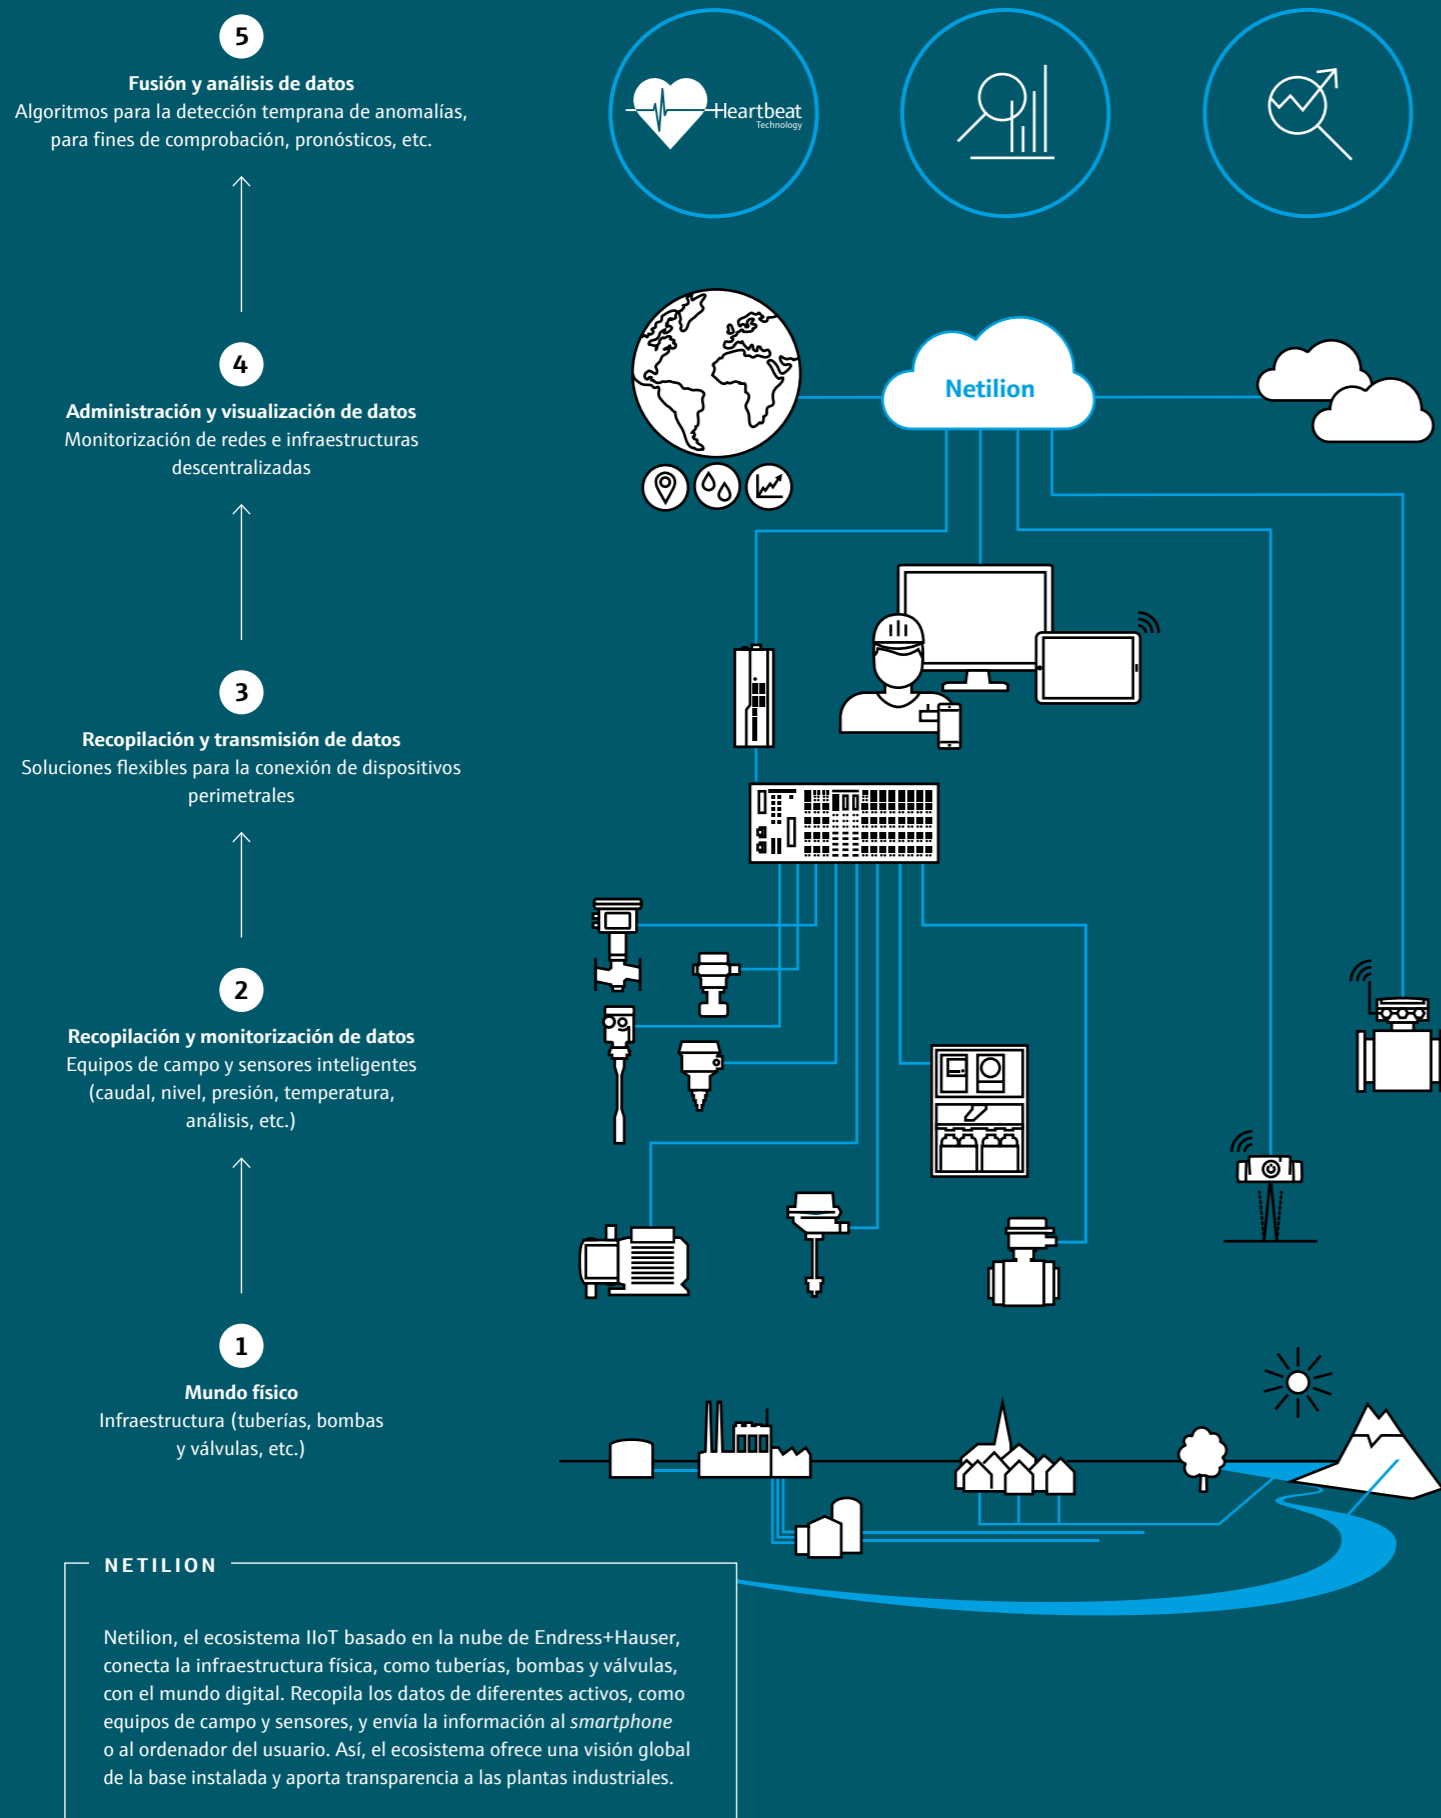 5
Fusión y análisis de datos
Algoritmos para la detección temprana de anomalías,
para fines de comprobación, pronósticos, etc.
Heartbeat
Technology
4
Administración y visualización de datos
Monitorización de redes e infraestructuras
descentralizadas
Netilion
3
Recopilación y transmisión de datos
Soluciones flexibles para la conexión de dispositivos
perimetrales
2
Recopilación y monitorización de datos
Equipos de campo y sensores inteligentes
(caudal, nivel, presión, temperatura,
análisis, etc.)
1
Mundo físico
Infraestructura (tuberías, bombas
y válvulas, etc.)
NETILION
Netilion, el ecosistema IIoT basado en la nube de Endress+Hauser,
conecta la infraestructura física, como tuberías, bombas y válvulas,
con el mundo digital. Recopila los datos de diferentes activos, como
equipos de campo y sensores, y envía la información al smartphone
o al ordenador del usuario. Así, el ecosistema ofrece una visión global
de la base instalada y aporta transparencia a las plantas industriales.